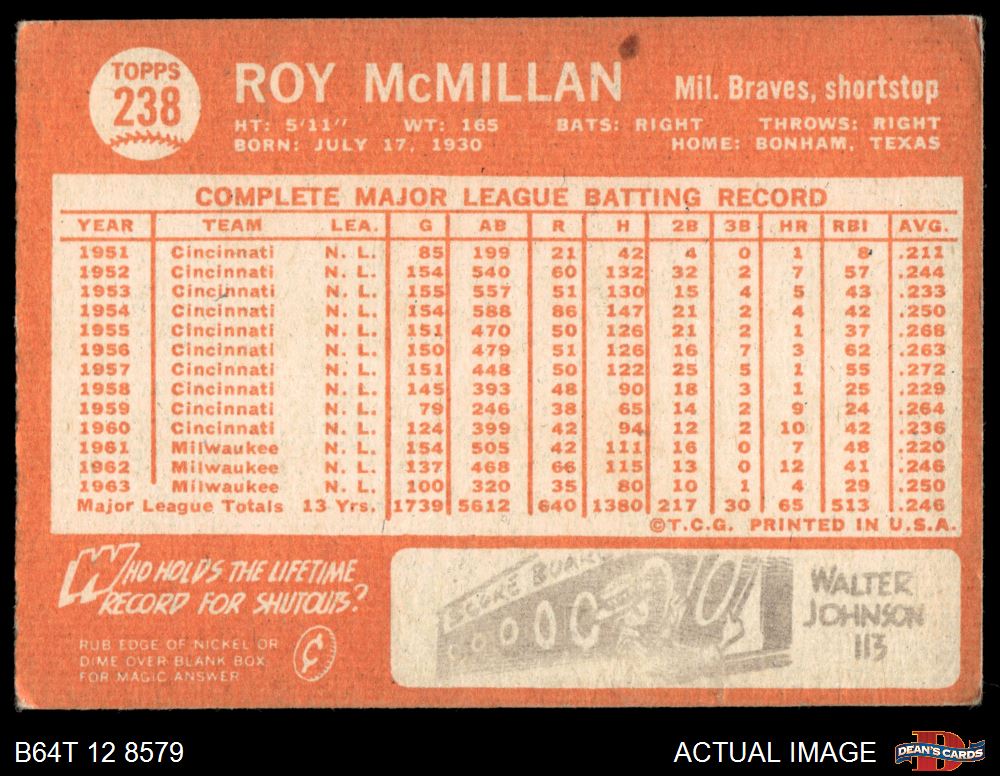 TOPPS
238
ROY McMILLAN
Mil. Braves, shortstop
HT: 5'11" WT: 165 BATS: RIGHT THROWS: RIGHT
BORN: JULY 17, 1930 HOME: BONHAM, TEXAS
COMPLETE MAJOR LEAGUE BATTING RECORD
YEAR TEAM LEA. G AB R H 2B 3B HR RBI AVG.
1951 Cincinnati N. L. 85 199 21 42 4 0 1 8 .211
1952 Cincinnati N. L. 154 540 60 132 32 2 7 57 .244
1953 Cincinnati N. L. 155 557 51 130 15 4 5 43 .233
1954 Cincinnati N. L. 154 588 86 147 21 2 4 42 .250
1955 Cincinnati N. L. 151 470 50 126 21 2 1 37 .268
1956 Cincinnati N. L. 150 479 51 126 16 7 3 62 .263
1957 Cincinnati N. L. 151 448 50 122 25 5 1 55 .272
1958 Cincinnati N. L. 145 393 48 90 18 3 1 25 .229
1959 Cincinnati N. L. 79 246 38 65 14 2 9 24 .264
1960 Cincinnati N. L. 124 399 42 94 12 2 10 42 .236
1961 Milwaukee N. L. 154 505 42 111 16 0 7 48 .220
1962 Milwaukee N. L. 137 468 66 115 13 0 12 41 .246
1963 Milwaukee N. L. 100 320 35 80 10 1 4 29 .250
Major League Totals 13 Yrs. 1739 5612 640 1380 217 30 65 513 .246
©T.C.G. PRINTED IN U.S.A.
WHO HOLDS THE LIFETIME
RECORD FOR SHUTOUTS?
RUB EDGE OF NICKEL OR
DIME OVER BLANK BOX
FOR MAGIC ANSWER
¢
SCORE BOARD
WALTER
JOHNSON
113
B64T 12 8579
ACTUAL IMAGE
DEAN'S CARDS